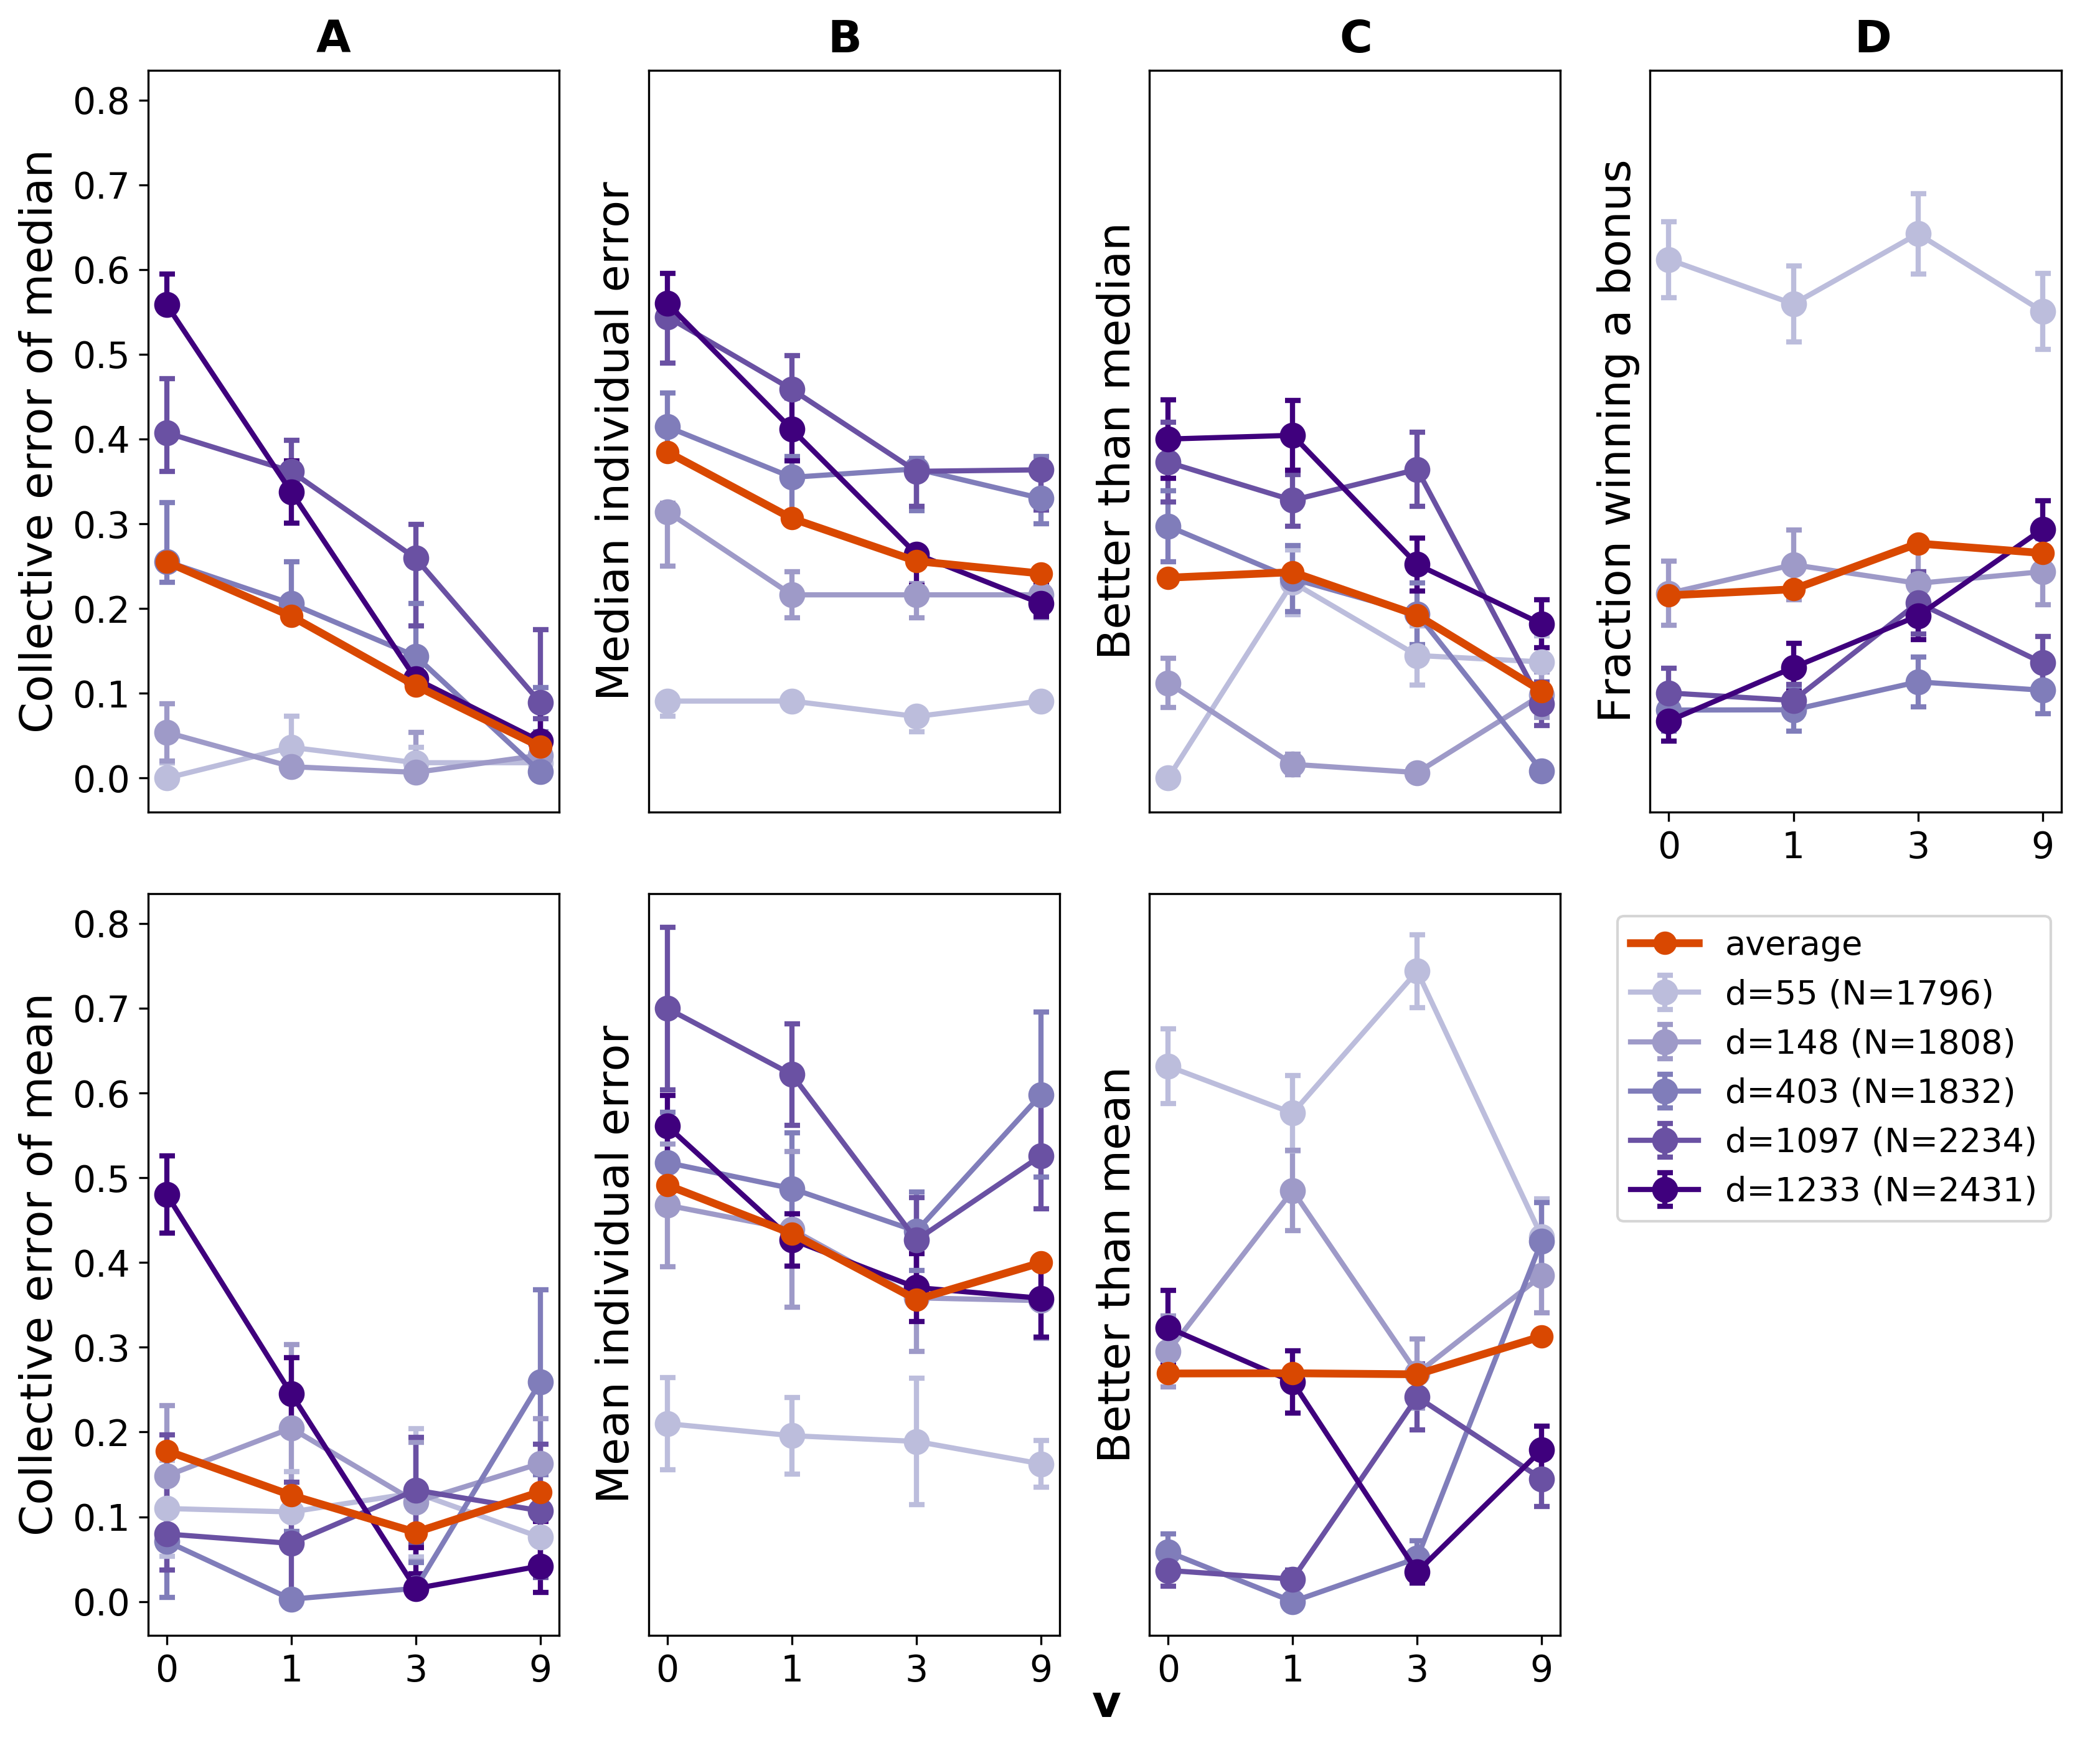 A
B
C
D
Collective error of median
0.8
0.7
0.6
0.5
0.4
0.3
0.2
0.1
0.0
Median individual error
Better than median
Fraction winning a bonus
0 1 3 9
Collective error of mean
0.8
0.7
0.6
0.5
0.4
0.3
0.2
0.1
0.0
0 1 3 9
Mean individual error
0 1 3 9
Better than mean
0 1 3 9
v
average
d=55 (N=1796)
d=148 (N=1808)
d=403 (N=1832)
d=1097 (N=2234)
d=1233 (N=2431)